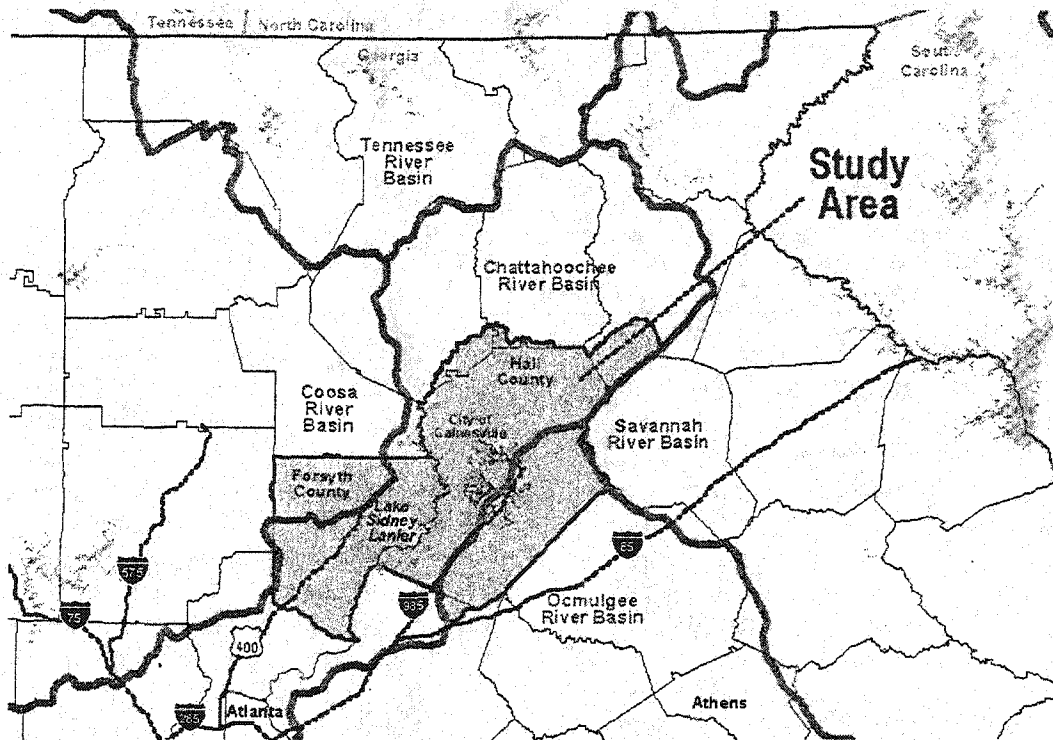 Tennessee / North Carolina
Georgia
South
Carolina
Tennessee
River
Basin
Study
Area
Chattahoochee
River Basin
Hall
County
Coosa
River
Basin
City of
Gainesville
Savannah
River Basin
Forsyth
County
Lake
Sidney
Lanier
575
85
75
985
Ocmulgee
River Basin
400
285
Atlanta
Athens